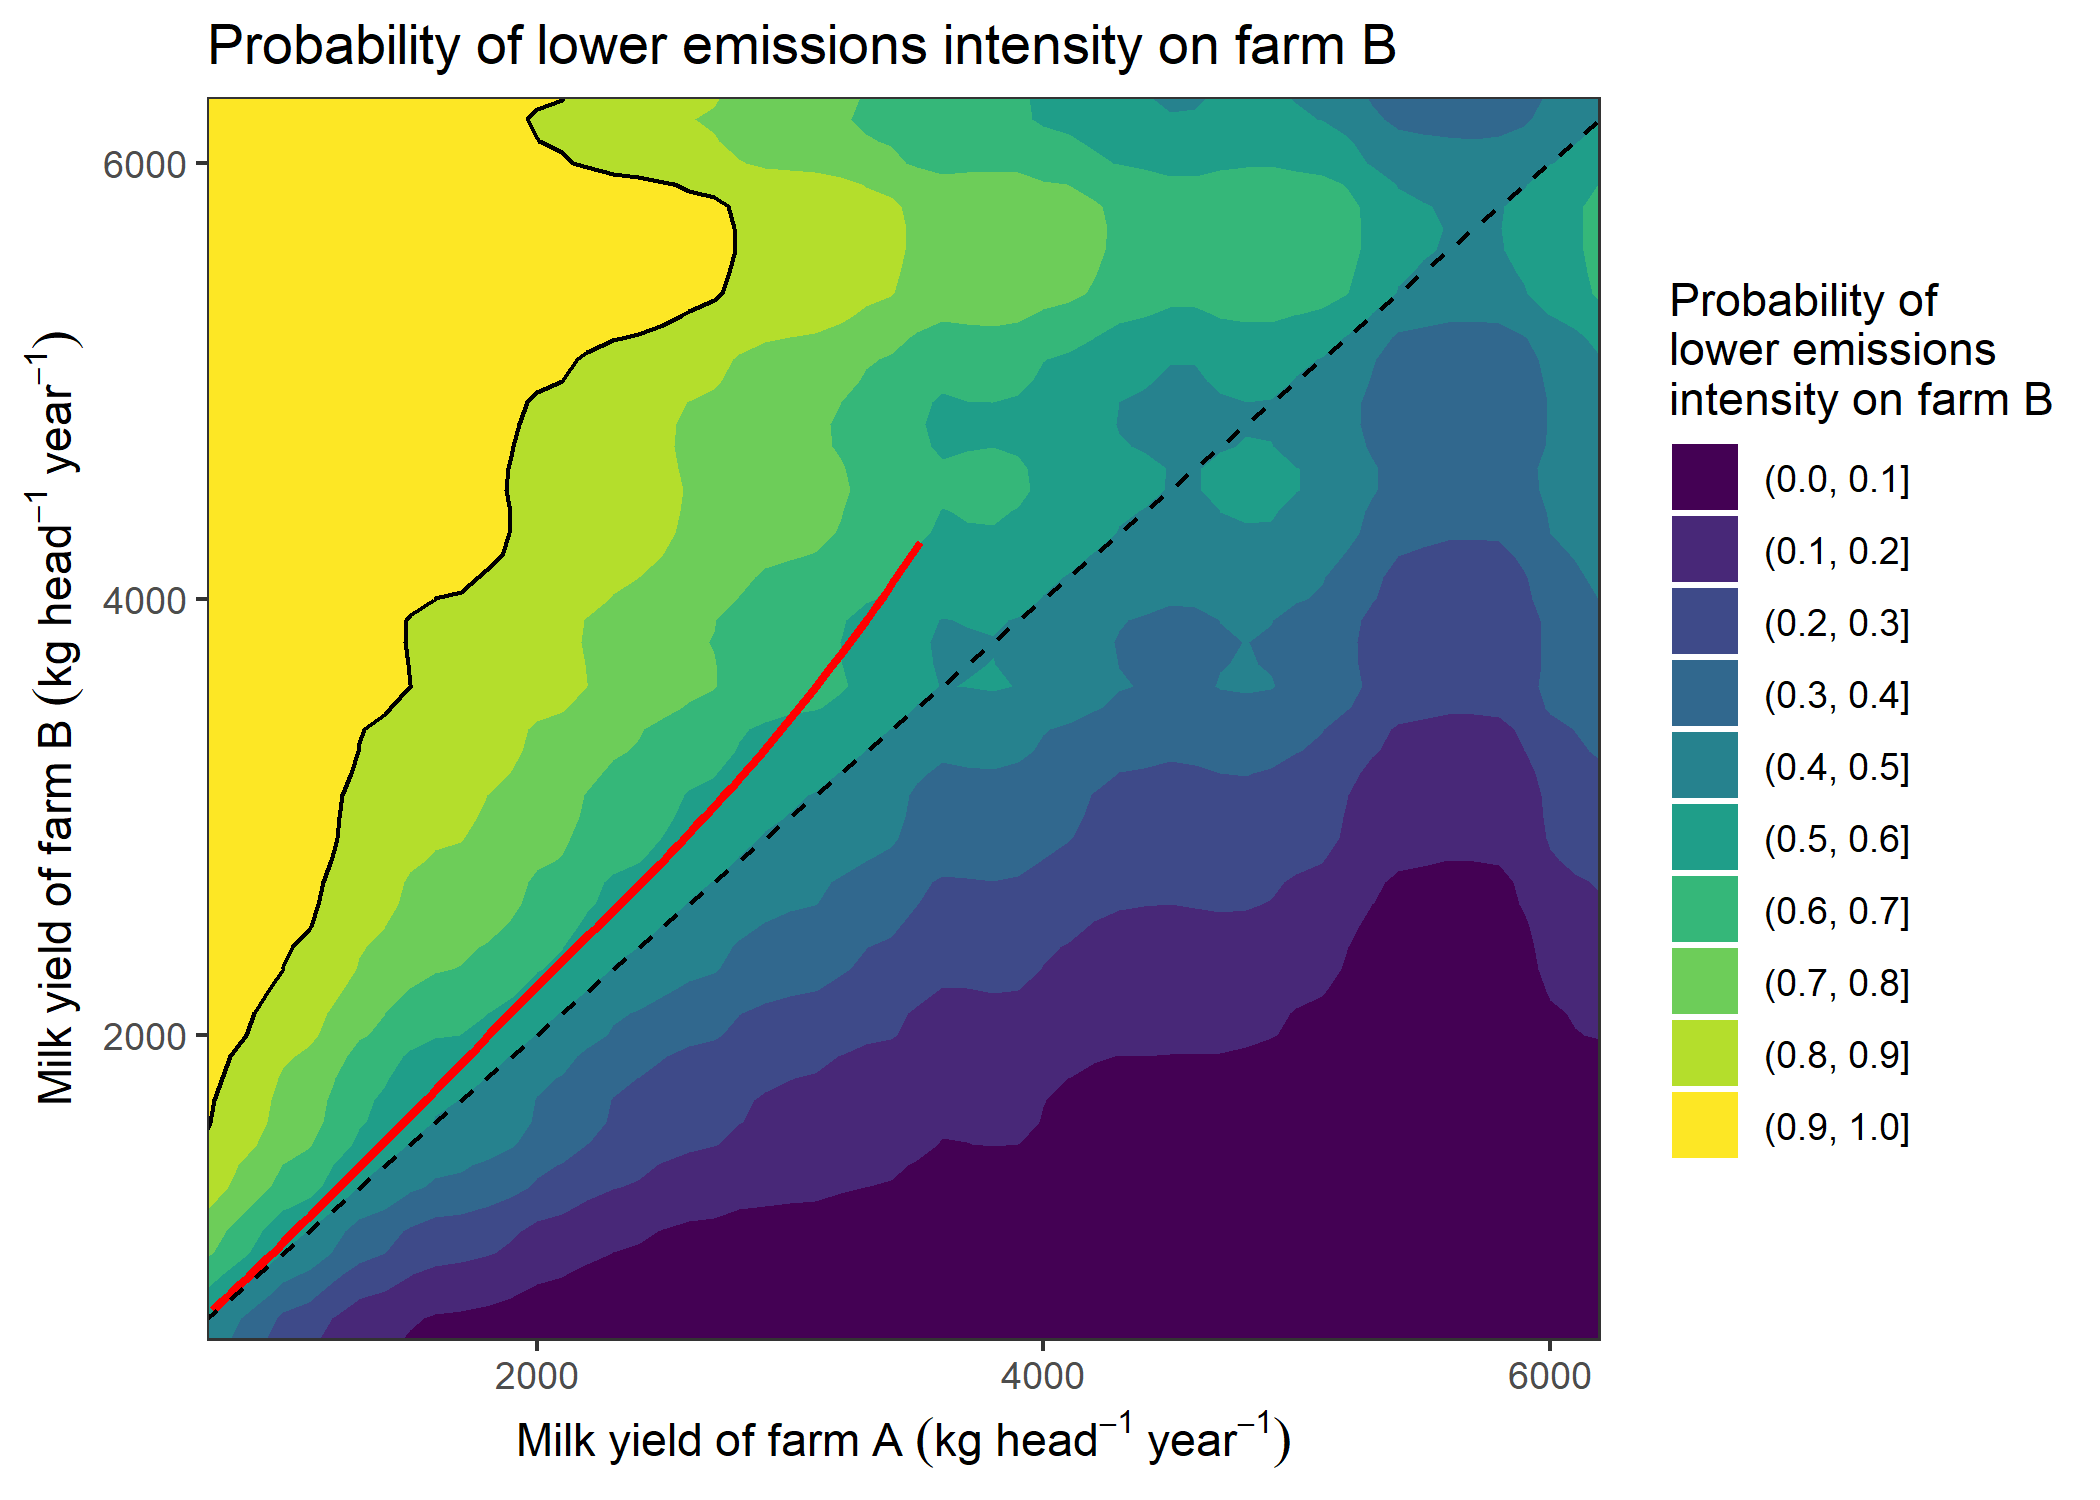 Probability of lower emissions intensity on farm B
Milk yield of farm B (kg head⁻¹ year⁻¹)
6000
4000
2000
2000 4000 6000
Milk yield of farm A (kg head⁻¹ year⁻¹)
Probability of
lower emissions
intensity on farm B
(0.0, 0.1]
(0.1, 0.2]
(0.2, 0.3]
(0.3, 0.4]
(0.4, 0.5]
(0.5, 0.6]
(0.6, 0.7]
(0.7, 0.8]
(0.8, 0.9]
(0.9, 1.0]